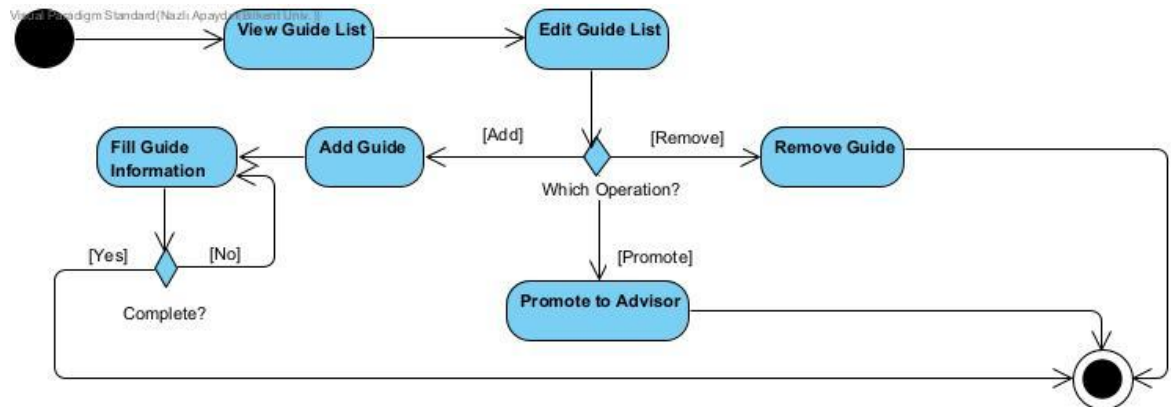 Visual Paradigm Standard(Nazlı Apaydın(Bilkent Univ. ))
View Guide List
Edit Guide List
[Add]
[Remove]
Fill Guide
Information
Add Guide
Remove Guide
Which Operation?
[Yes]
[No]
[Promote]
Complete?
Promote to Advisor